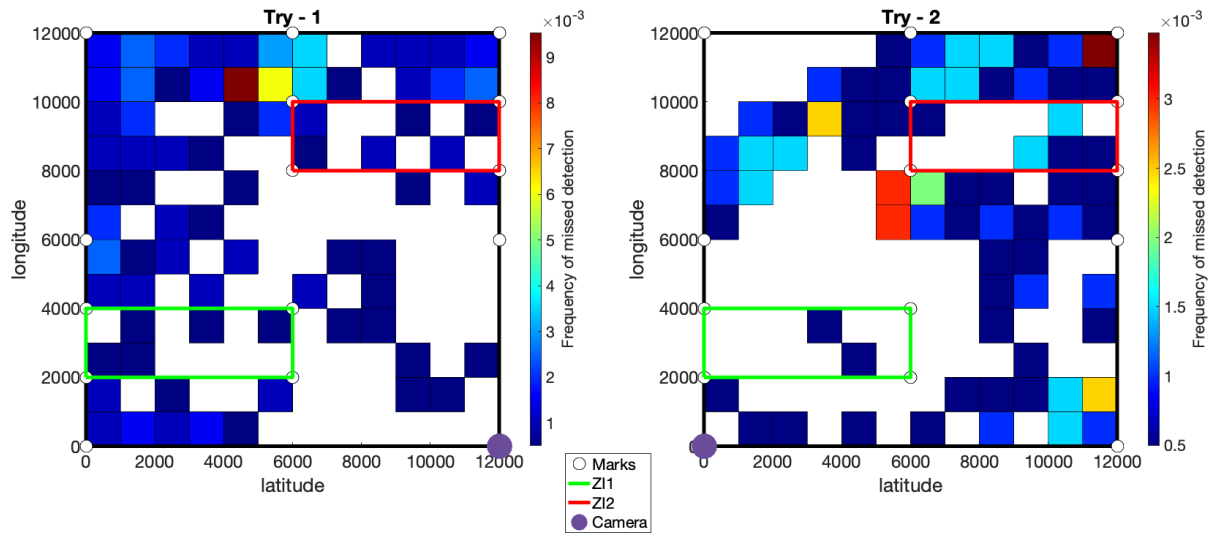 Try - 1
×10⁻³
12000
10000
8000
6000
4000
2000
0
longitude
0 2000 4000 6000 8000 10000 12000
latitude
9
8
7
6
5
4
3
2
1
Frequency of missed detection
Try - 2
×10⁻³
12000
10000
8000
6000
4000
2000
0
longitude
0 2000 4000 6000 8000 10000 12000
latitude
3
2.5
2
1.5
1
0.5
Frequency of missed detection
Marks
ZI1
ZI2
Camera